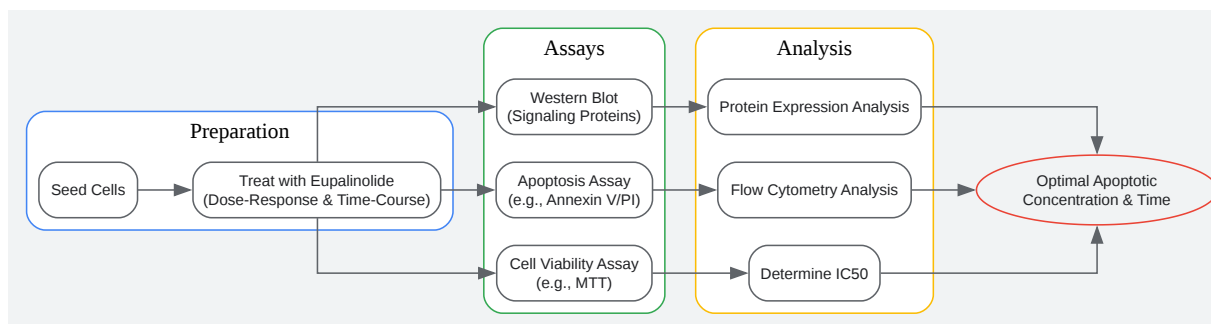 Preparation
Seed Cells
Treat with Eupalinolide
(Dose-Response & Time-Course)
Assays
Western Blot
(Signaling Proteins)
Apoptosis Assay
(e.g., Annexin V/PI)
Cell Viability Assay
(e.g., MTT)
Analysis
Protein Expression Analysis
Flow Cytometry Analysis
Determine IC50
Optimal Apoptotic
Concentration & Time